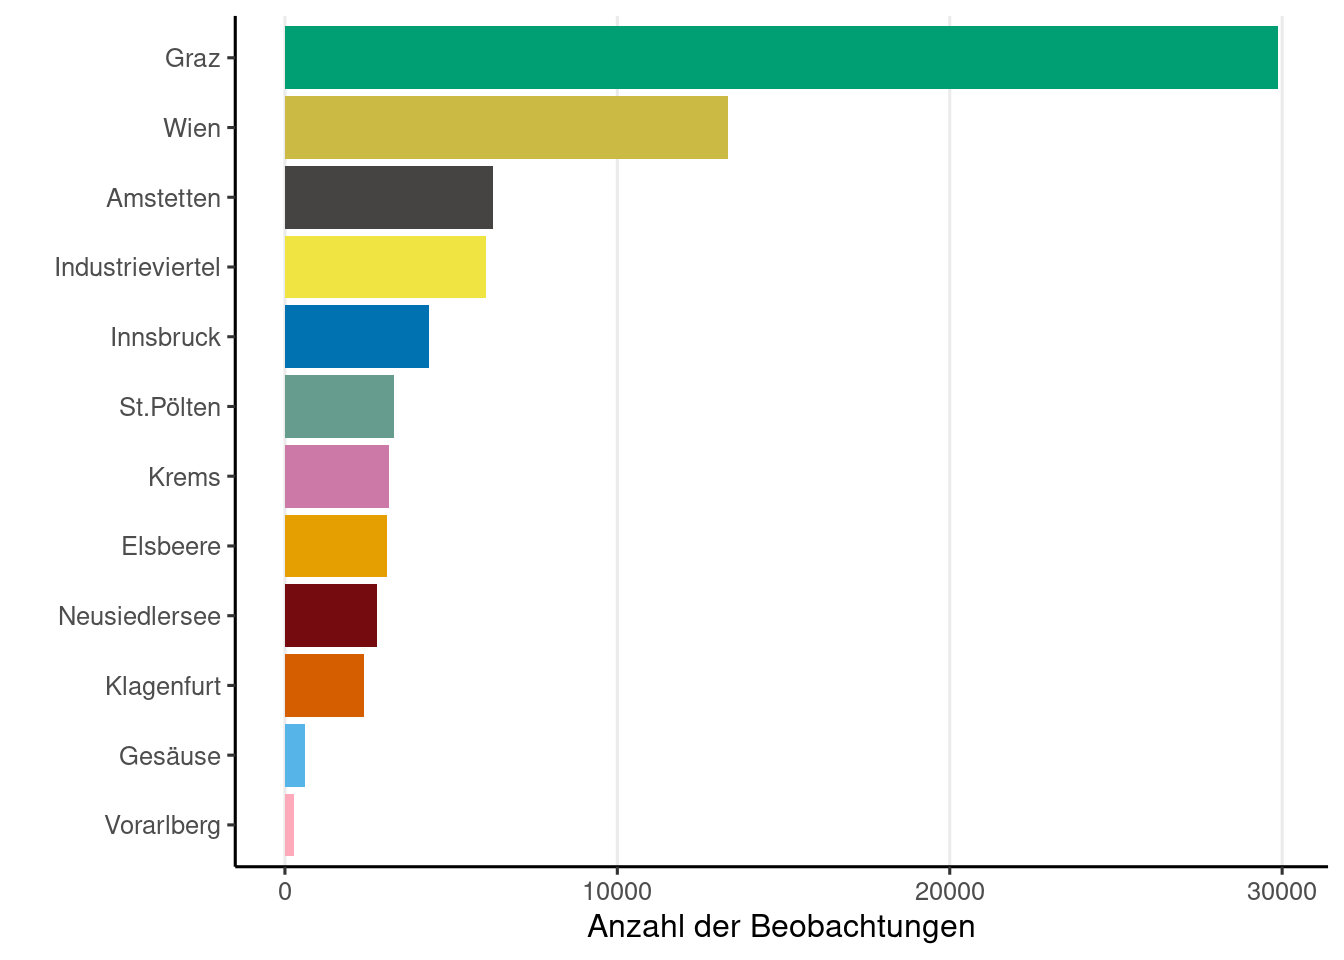 Graz
Wien
Amstetten
Industrieviertel
Innsbruck
St.Pölten
Krems
Elsbeere
Neusiedlersee
Klagenfurt
Gesäuse
Vorarlberg
0 10000 20000 30000
Anzahl der Beobachtungen